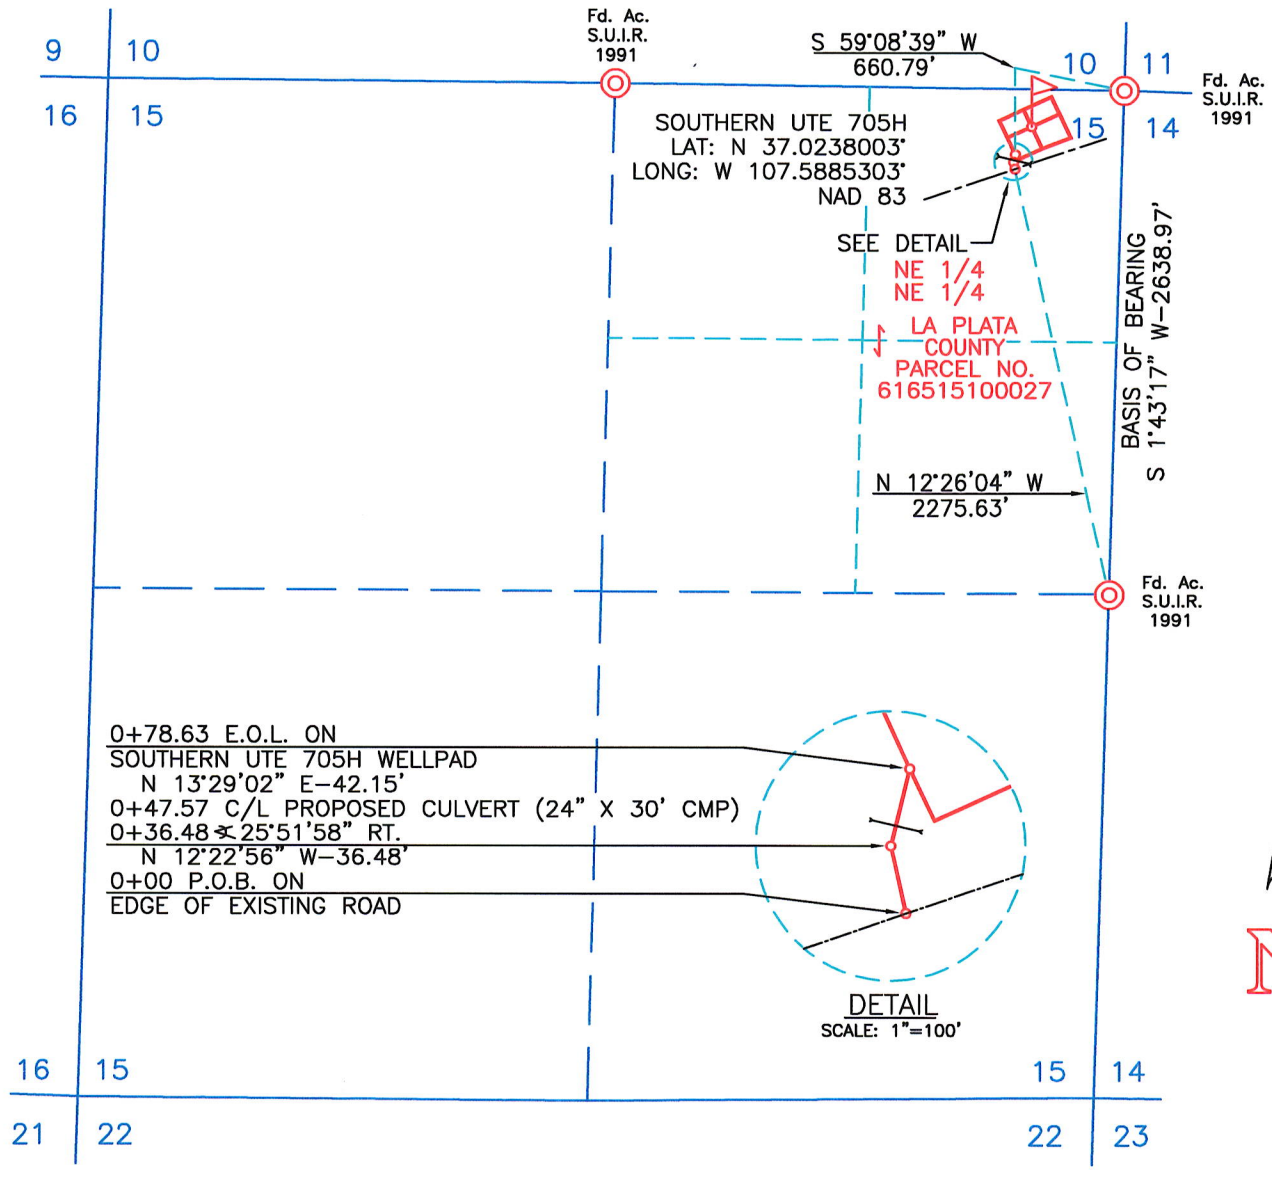 Fd. Ac.
S.U.I.R.
1991
9
10
16
15
S 59°08'39" W
660.79'
10
11
15
14
Fd. Ac.
S.U.I.R.
1991
SOUTHERN UTE 705H
LAT: N 37.0238003°
LONG: W 107.5885303°
NAD 83
SEE DETAIL
NE 1/4
NE 1/4
LA PLATA
COUNTY
PARCEL NO.
616515100027
BASIS OF BEARING
S 1°43'17" W-2638.97'
N 12°26'04" W
2275.63'
Fd. Ac.
S.U.I.R.
1991
0+78.63 E.O.L. ON
SOUTHERN UTE 705H WELLPAD
N 13°29'02" E-42.15'
0+47.57 C/L PROPOSED CULVERT (24" X 30' CMP)
0+36.48 ∢ 25°51'58" RT.
N 12°22'56" W-36.48'
0+00 P.O.B. ON
EDGE OF EXISTING ROAD
DETAIL
SCALE: 1"=100'
N
16
15
15
14
21
22
22
23